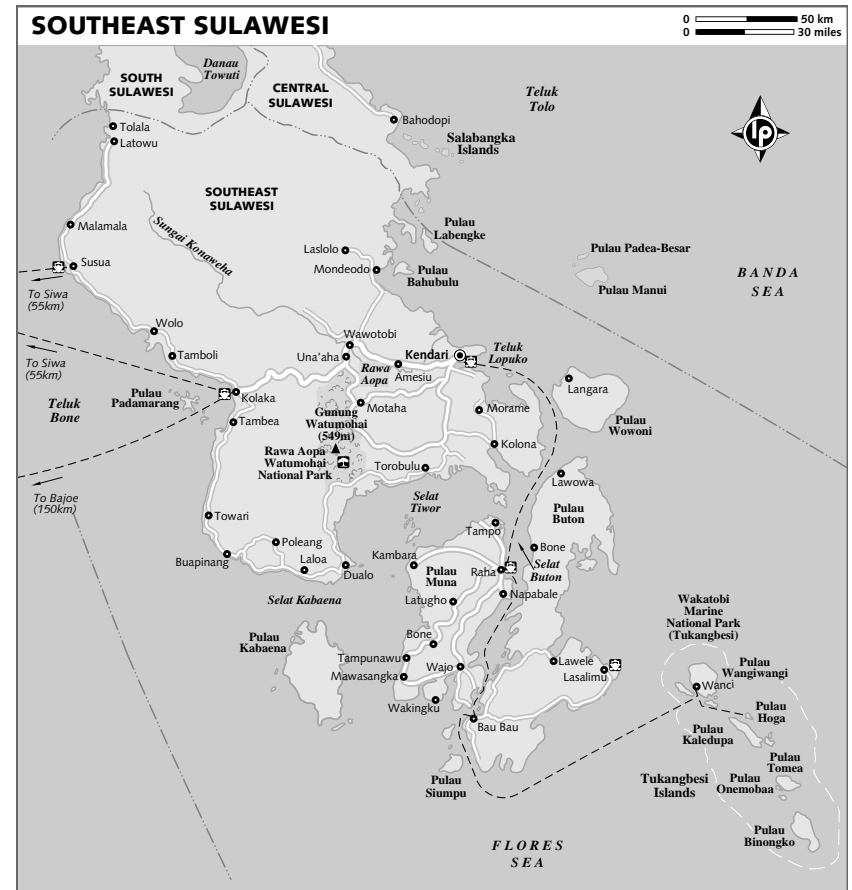 SOUTHEAST SULAWESI
0 50 km
0 30 miles
Danau
Towuti
SOUTH
SULAWESI
CENTRAL
SULAWESI
Teluk
Tolo
Bahodopi
Tolala
Latowu
Salabangka
Islands
lp
SOUTHEAST
SULAWESI
Sungai Konaweha
Malamala
Pulau
Labengke
Laslolo
Mondeodo
Pulau
Bahubulu
Pulau Padea-Besar
Pulau Manui
BANDA
SEA
Susua
To Siwa
(55km)
Wolo
Wawotobi
Kendari
Teluk
Lopuko
Tamboli
Una'aha
Rawa
Aopa
Amesiu
To Siwa
(55km)
Teluk
Bone
Pulau
Padamarang
Kolaka
Tambea
Gunung
Watumohai
(549m)
Motaha
Morame
Langara
Pulau
Wowoni
Kolona
Rawa Aopa
Watumohai
National Park
Torobulu
To Bajoe
(150km)
Lawowa
Selat
Tiwor
Pulau
Buton
Towari
Tampo
Poleang
Buapinang
Laloa
Dualo
Kambara
Pulau
Muna
Raha
Bone
Selat
Buton
Selat Kabaena
Latugho
Napabale
Wakatobi
Marine
National Park
(Tukangbesi)
Pulau
Kabaena
Bone
Tampunawu
Mawasangka
Wajo
Lawele
Lasalimu
Pulau
Wangiwangi
Wanci
Wakingku
Bau Bau
Pulau
Hoga
Pulau
Kaledupa
Pulau
Tomea
Pulau
Siumpu
Tukangbesi
Islands
Pulau
Onemobaa
Pulau
Binongko
FLORES
SEA